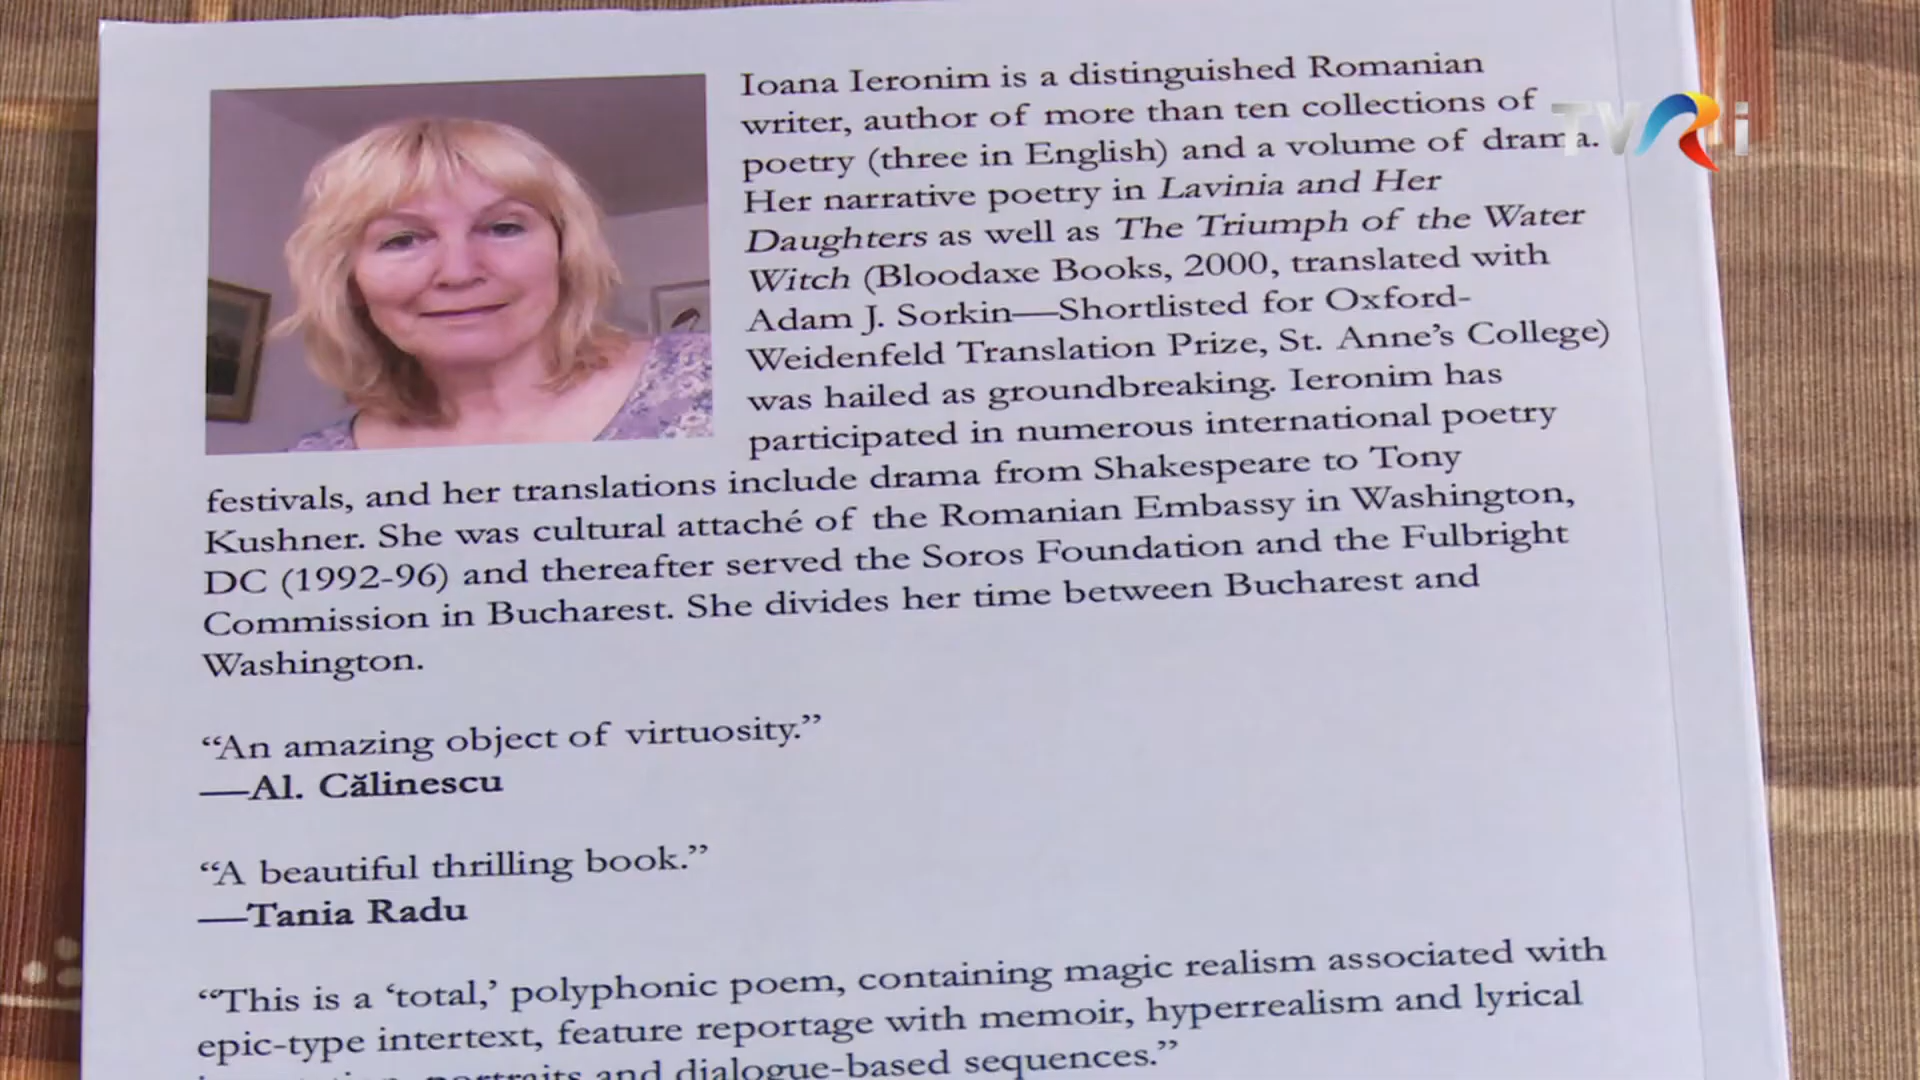 Ioana Ieronim is a distinguished Romanian
writer, author of more than ten collections of
poetry (three in English) and a volume of drama.
Her narrative poetry in Lavinia and Her
Daughters as well as The Triumph of the Water
Witch (Bloodaxe Books, 2000, translated with
Adam J. Sorkin—Shortlisted for Oxford-
Weidenfeld Translation Prize, St. Anne's College)
was hailed as groundbreaking. Ieronim has
participated in numerous international poetry
festivals, and her translations include drama from Shakespeare to Tony
Kushner. She was cultural attaché of the Romanian Embassy in Washington,
DC (1992-96) and thereafter served the Soros Foundation and the Fulbright
Commission in Bucharest. She divides her time between Bucharest and
Washington.
“An amazing object of virtuosity.”
—Al. Călinescu
“A beautiful thrilling book.”
—Tania Radu
“This is a ‘total,’ polyphonic poem, containing magic realism associated with
epic-type intertext, feature reportage with memoir, hyperrealism and lyrical
portraits and dialogue-based sequences.”
TVR i